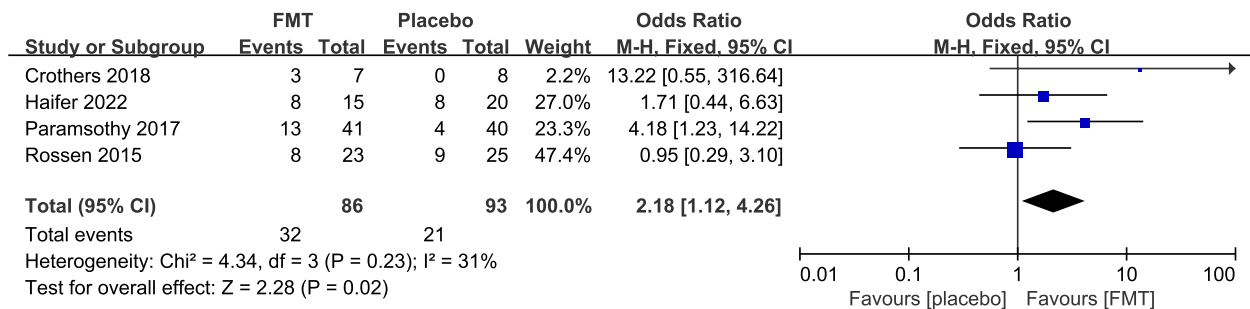 FMT Placebo Odds Ratio Odds Ratio
Study or Subgroup Events Total Events Total Weight M-H, Fixed, 95% CI M-H, Fixed, 95% CI
Crothers 2018 3 7 0 8 2.2% 13.22 [0.55, 316.64]
Haifer 2022 8 15 8 20 27.0% 1.71 [0.44, 6.63]
Paramsothy 2017 13 41 4 40 23.3% 4.18 [1.23, 14.22]
Rossen 2015 8 23 9 25 47.4% 0.95 [0.29, 3.10]
Total (95% CI) 86 93 100.0% 2.18 [1.12, 4.26]
Total events 32 21
Heterogeneity: Chi² = 4.34, df = 3 (P = 0.23); I² = 31%
Test for overall effect: Z = 2.28 (P = 0.02)
0.01 0.1 1 10 100
Favours [placebo] Favours [FMT]